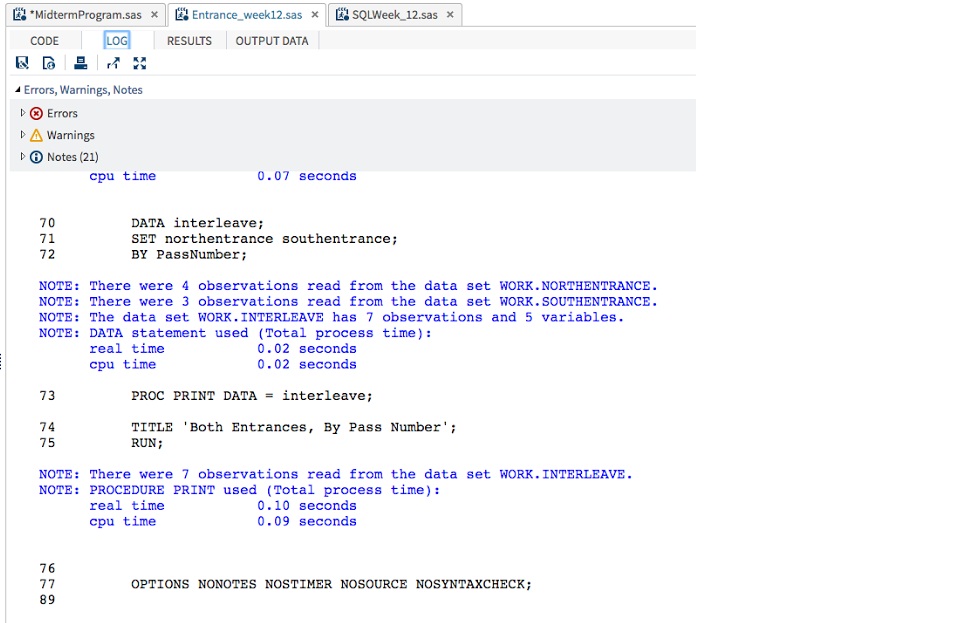 *MidtermProgram.sas × Entrance_week12.sas × SQLWeek_12.sas ×
CODE LOG RESULTS OUTPUT DATA
Errors, Warnings, Notes
Errors
Warnings
Notes (21)
cpu time 0.07 seconds
70 DATA interleave;
71 SET northentrance southentrance;
72 BY PassNumber;
NOTE: There were 4 observations read from the data set WORK.NORTHENTRANCE.
NOTE: There were 3 observations read from the data set WORK.SOUTHENTRANCE.
NOTE: The data set WORK.INTERLEAVE has 7 observations and 5 variables.
NOTE: DATA statement used (Total process time):
real time 0.02 seconds
cpu time 0.02 seconds
73 PROC PRINT DATA = interleave;
74 TITLE 'Both Entrances, By Pass Number';
75 RUN;
NOTE: There were 7 observations read from the data set WORK.INTERLEAVE.
NOTE: PROCEDURE PRINT used (Total process time):
real time 0.10 seconds
cpu time 0.09 seconds
76
77 OPTIONS NONOTES NOSTIMER NOSOURCE NOSYNTAXCHECK;
89